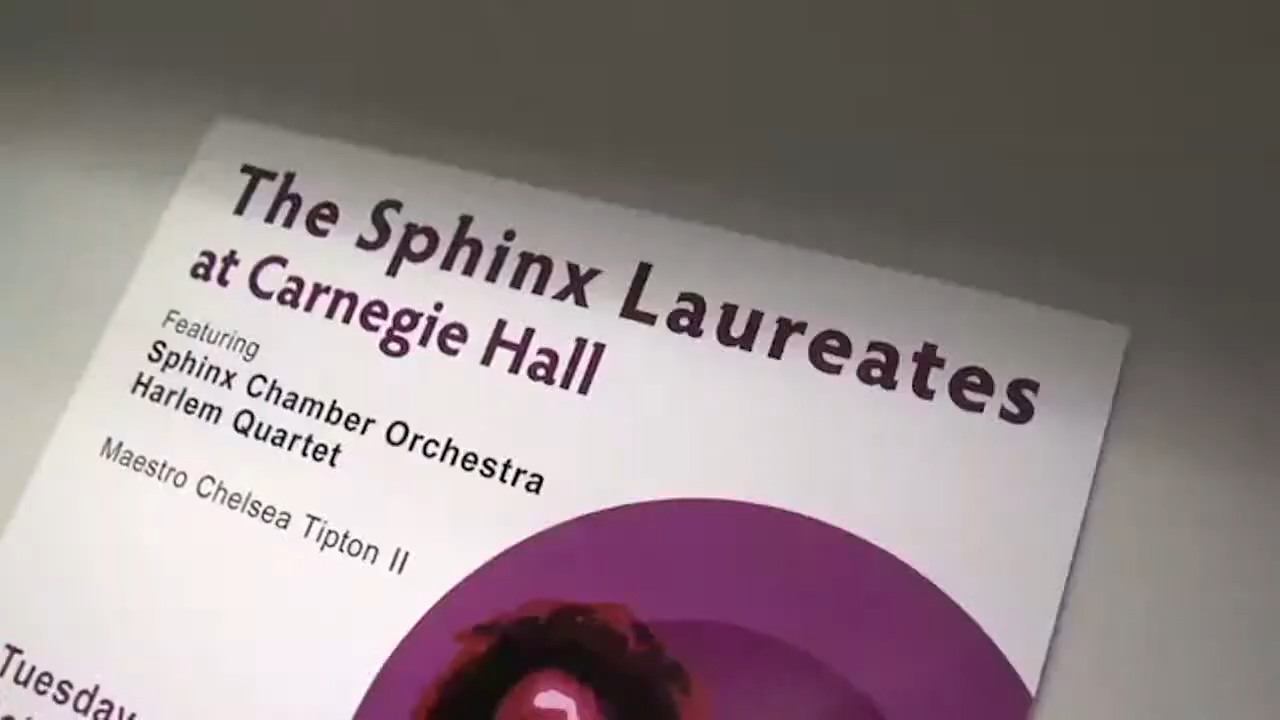 The Sphinx Laureates
at Carnegie Hall
Featuring
Sphinx Chamber Orchestra
Harlem Quartet
Maestro Chelsea Tipton II
Tuesday